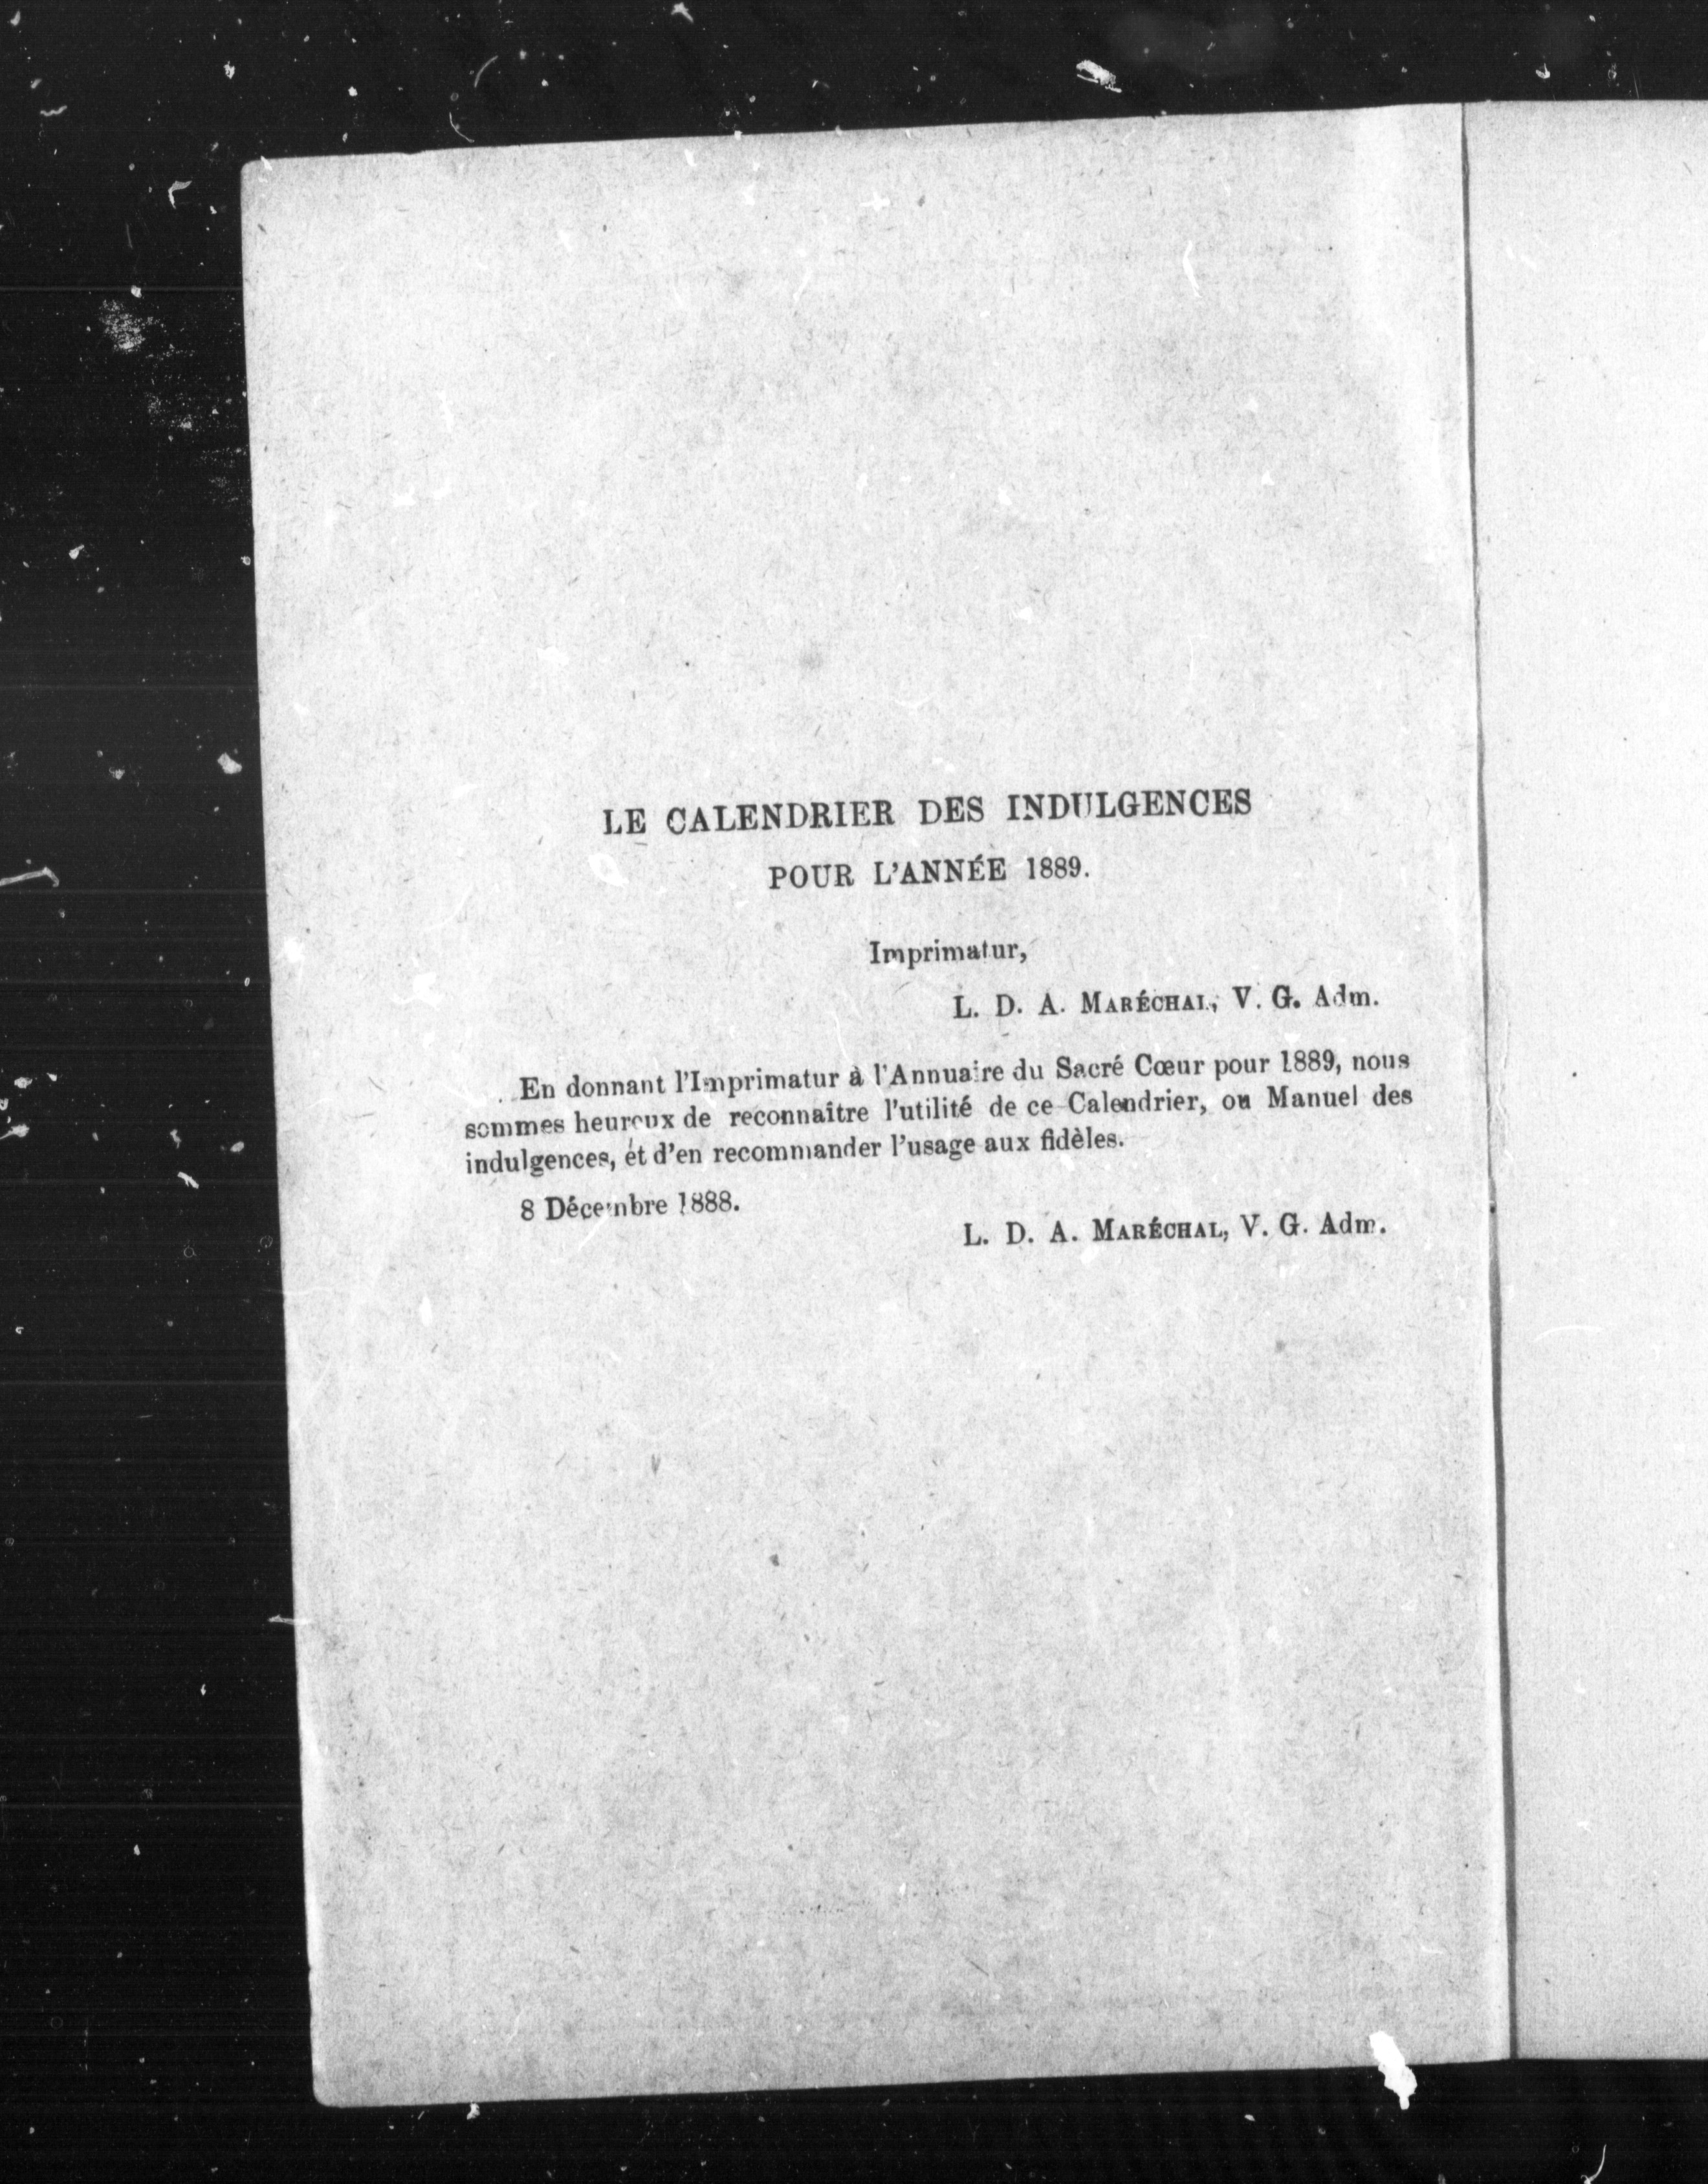 LE CALENDRIER DES INDULGENCES
POUR L'ANNÉE 1889.
Imprimatur,
L. D. A. MARÉCHAL, V. G. Adm.
En donnant l'Imprimatur à l'Annuaire du Sacré Cœur pour 1889, nous
sommes heureux de reconnaître l'utilité de ce Calendrier, ou Manuel des
indulgences, et d'en recommander l'usage aux fidèles.
8 Décembre 1888.
L. D. A. MARÉCHAL, V. G. Adm.